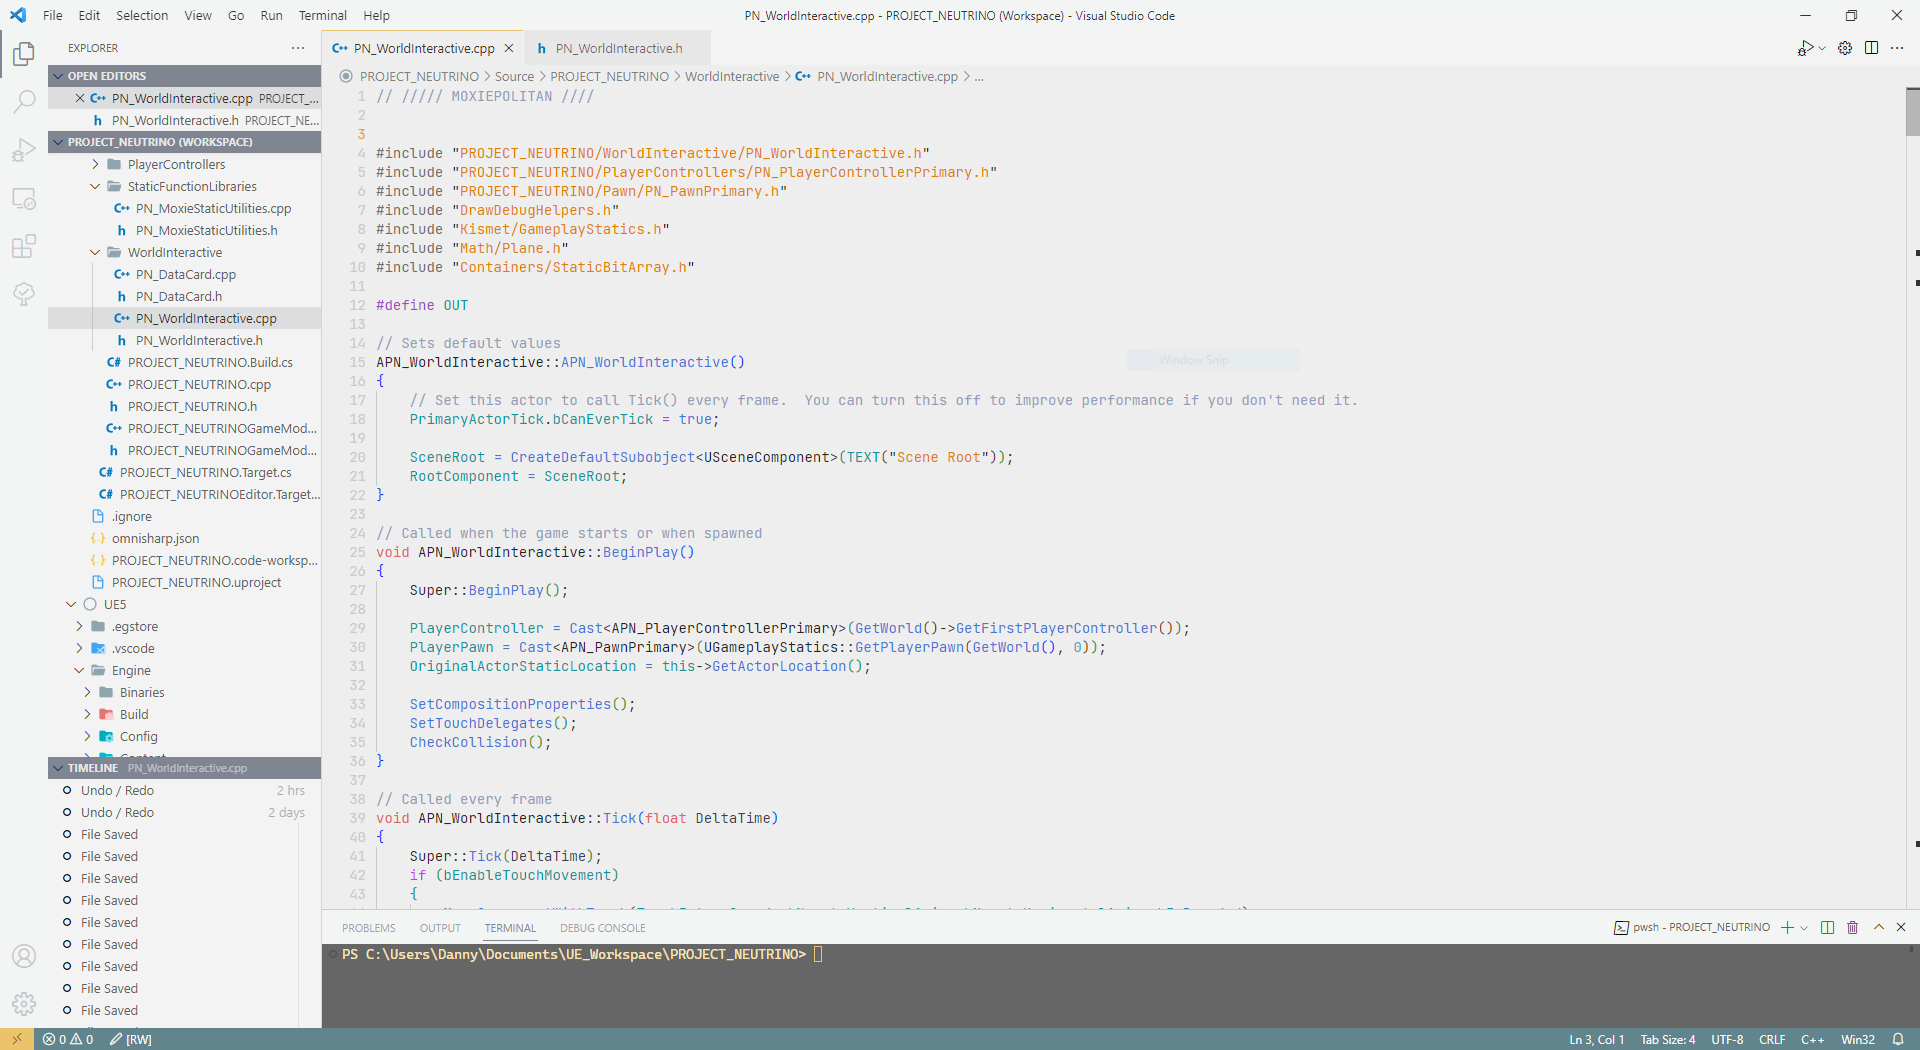 File Edit Selection View Go Run Terminal Help
PN_WorldInteractive.cpp - PROJECT_NEUTRINO (Workspace) - Visual Studio Code
EXPLORER
OPEN EDITORS
PN_WorldInteractive.cpp PROJECT_...
PN_WorldInteractive.h PROJECT_NE...
PROJECT_NEUTRINO (WORKSPACE)
PlayerControllers
StaticFunctionLibraries
PN_MoxieStaticUtilities.cpp
PN_MoxieStaticUtilities.h
WorldInteractive
PN_DataCard.cpp
PN_DataCard.h
PN_WorldInteractive.cpp
PN_WorldInteractive.h
PROJECT_NEUTRINO.Build.cs
PROJECT_NEUTRINO.cpp
PROJECT_NEUTRINO.h
PROJECT_NEUTRINOGameMod...
PROJECT_NEUTRINOGameMod...
PROJECT_NEUTRINO.Target.cs
PROJECT_NEUTRINOEditor.Target...
.ignore
omnisharp.json
PROJECT_NEUTRINO.code-worksp...
PROJECT_NEUTRINO.uproject
UE5
.egstore
.vscode
Engine
Binaries
Build
Config
TIMELINE PN_WorldInteractive.cpp
Undo / Redo 2 hrs
Undo / Redo 2 days
File Saved
File Saved
File Saved
File Saved
File Saved
File Saved
File Saved
File Saved
File Saved
PN_WorldInteractive.cpp
PN_WorldInteractive.h
PROJECT_NEUTRINO > Source > PROJECT_NEUTRINO > WorldInteractive > PN_WorldInteractive.cpp > ...
1 // ///// MOXIEPOLITAN ////
2
3
4 #include "PROJECT_NEUTRINO/WorldInteractive/PN_WorldInteractive.h"
5 #include "PROJECT_NEUTRINO/PlayerControllers/PN_PlayerControllerPrimary.h"
6 #include "PROJECT_NEUTRINO/Pawn/PN_PawnPrimary.h"
7 #include "DrawDebugHelpers.h"
8 #include "Kismet/GameplayStatics.h"
9 #include "Math/Plane.h"
10 #include "Containers/StaticBitArray.h"
11
12 #define OUT
13
14 // Sets default values
15 APN_WorldInteractive::APN_WorldInteractive()
16 {
17 // Set this actor to call Tick() every frame.  You can turn this off to improve performance if you don't need it.
18 PrimaryActorTick.bCanEverTick = true;
19
20 SceneRoot = CreateDefaultSubobject<USceneComponent>(TEXT("Scene Root"));
21 RootComponent = SceneRoot;
22 }
23
24 // Called when the game starts or when spawned
25 void APN_WorldInteractive::BeginPlay()
26 {
27 Super::BeginPlay();
28
29 PlayerController = Cast<APN_PlayerControllerPrimary>(GetWorld()->GetFirstPlayerController());
30 PlayerPawn = Cast<APN_PawnPrimary>(UGameplayStatics::GetPlayerPawn(GetWorld(), 0));
31 OriginalActorStaticLocation = this->GetActorLocation();
32
33 SetCompositionProperties();
34 SetTouchDelegates();
35 CheckCollision();
36 }
37
38 // Called every frame
39 void APN_WorldInteractive::Tick(float DeltaTime)
40 {
41 Super::Tick(DeltaTime);
42 if (bEnableTouchMovement)
43 {
Window Snip
PROBLEMS OUTPUT TERMINAL DEBUG CONSOLE
pwsh - PROJECT_NEUTRINO
PS C:\Users\Danny\Documents\UE_Workspace\PROJECT_NEUTRINO>
0 0 [RW]
Ln 3, Col 1 Tab Size: 4 UTF-8 CRLF C++ Win32